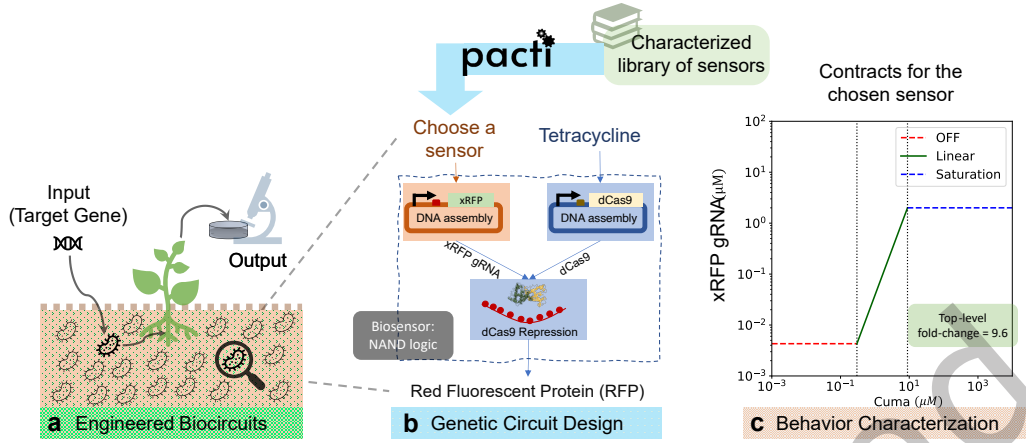 pacti
Characterized
library of sensors
Input
(Target Gene)
Output
a Engineered Biocircuits
Choose a
sensor
Tetracycline
xRFP
DNA assembly
dCas9
DNA assembly
xRFP gRNA
dCas9
dCas9 Repression
Biosensor:
NAND logic
Red Fluorescent Protein (RFP)
b Genetic Circuit Design
Contracts for the
chosen sensor
10²
10¹
10⁰
10⁻¹
10⁻²
10⁻³
xRFP gRNA(μM)
OFF
Linear
Saturation
Top-level
fold-change = 9.6
10⁻³ 10⁻¹ 10¹ 10³
Cuma (μM)
c Behavior Characterization